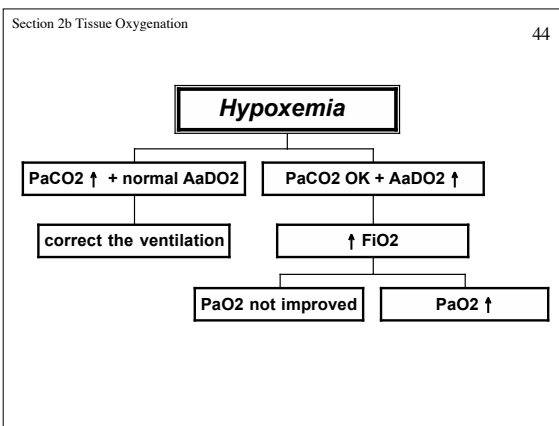 Section 2b Tissue Oxygenation
44
Hypoxemia
PaCO2 ↑ + normal AaDO2
PaCO2 OK + AaDO2 ↑
correct the ventilation
↑ FiO2
PaO2 not improved
PaO2 ↑